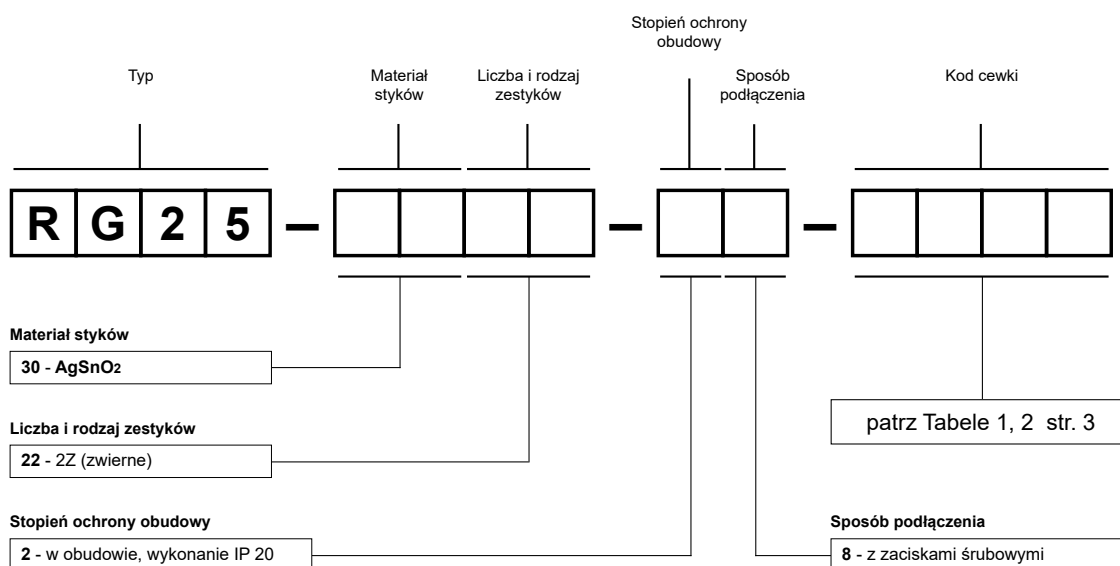 Stopień ochrony
obudowy
Typ
Materiał
styków
Liczba i rodzaj
zestyków
Sposób
podłączenia
Kod cewki
R G 2 5 – – –
Materiał styków
30 - AgSnO2
Liczba i rodzaj zestyków
22 - 2Z (zwierne)
patrz Tabele 1, 2 str. 3
Stopień ochrony obudowy
2 - w obudowie, wykonanie IP 20
Sposób podłączenia
8 - z zaciskami śrubowymi